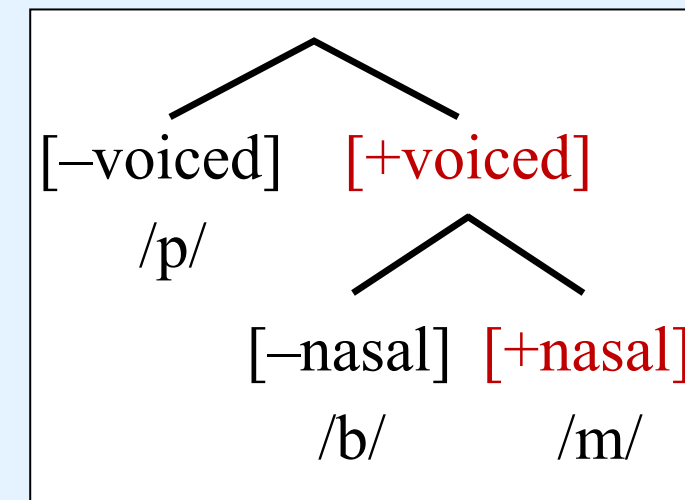 [–voiced] [+voiced]
/p/
[–nasal] [+nasal]
/b/ /m/